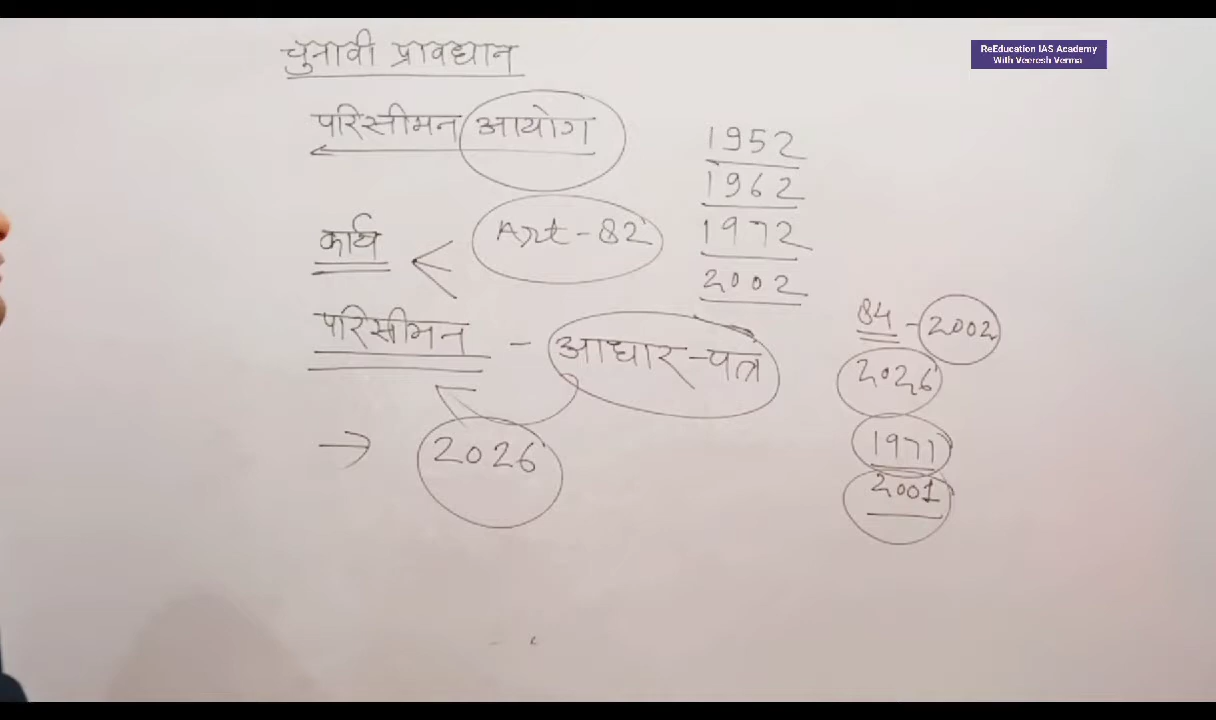 चुनावी प्रावधान
ReEducation IAS Academy
With Veeresh Verma
परिसीमन आयोग
1952
1962
कार्य
Art-82
1972
2002
84-2002
परिसीमन - आधार-पत्र
2026
→ 2026
1971
2001